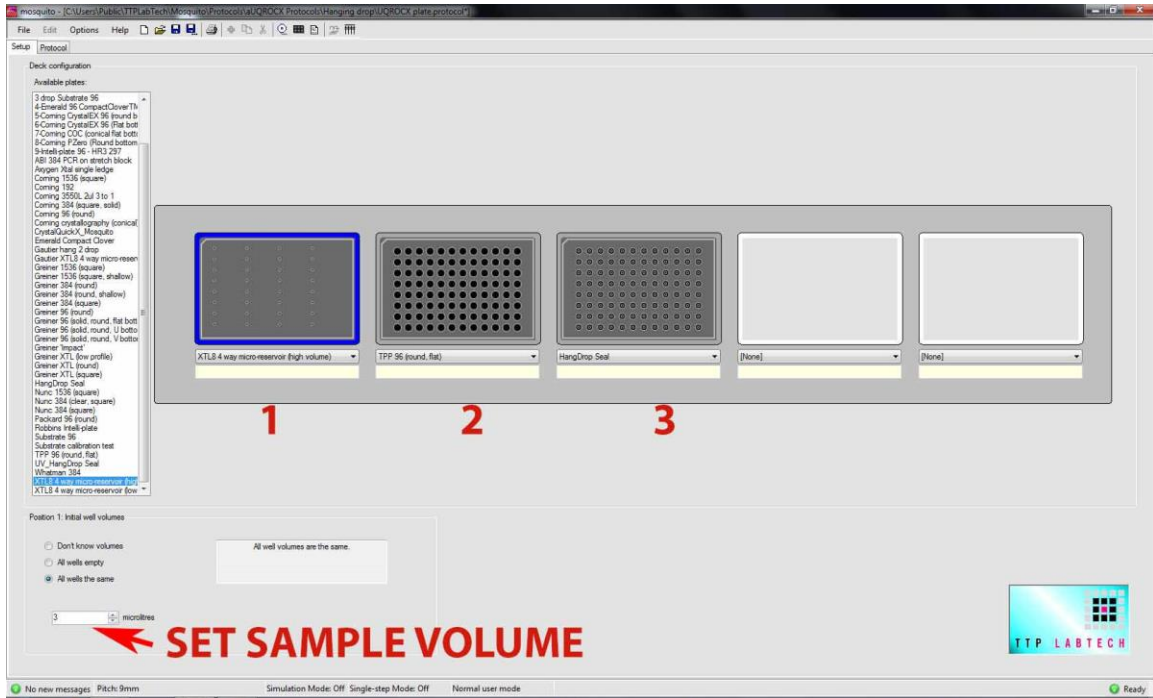 mosquito - [C:\Users\Public\TTPLabTech\Mosquito\Protocols\aUQROCX Protocols\Hanging drop\UQROCX plate.protocol*]
File Edit Options Help
Setup Protocol
Deck configuration
Available plates:
3 drop Substrate 96
4-Emerald 96 CompactCloverTM
5-Corning CrystalEX 96 (round b
6-Corning CrystalEX 96 (Flat bott
7-Corning COC (conical flat botto
8-Corning PZero (Round bottom
9-Intelli-plate 96 - HR3 297
ABI 384 PCR on stretch block
Axygen Xtal single ledge
Corning 1536 (square)
Corning 192
Corning 3550L 2ul 3 to 1
Corning 384 (square, solid)
Corning 96 (round)
Corning crystallography (conical)
CrystalQuickX_Mosquito
Emerald Compact Clover
Gautier hang 2 drop
Gautier XTL8 4 way micro-reserv
Greiner 1536 (square)
Greiner 1536 (square, shallow)
Greiner 384 (round)
Greiner 384 (round, shallow)
Greiner 384 (square)
Greiner 96 (round)
Greiner 96 (solid, round, flat bott
Greiner 96 (solid, round, U botto
Greiner 96 (solid, round, V botto
Greiner 'Impact'
Greiner XTL (low profile)
Greiner XTL (round)
Greiner XTL (square)
HangDrop Seal
Nunc 1536 (square)
Nunc 384 (clear, square)
Nunc 384 (square)
Packard 96 (round)
Robbins Intelli-plate
Substrate 96
Substrate calibration test
TPP 96 (round, flat)
UV_HangDrop Seal
Whatman 384
XTL8 4 way micro-reservoir (high
XTL8 4 way micro-reservoir (low
XTL8 4 way micro-reservoir (high volume) TPP 96 (round, flat) HangDrop Seal [None] [None]
1 2 3
Position 1: Initial well volumes
Don't know volumes
All wells empty
All wells the same
All well volumes are the same.
3 microlitres
SET SAMPLE VOLUME
TTP LABTECH
No new messages Pitch: 9mm Simulation Mode: Off Single-step Mode: Off Normal user mode Ready